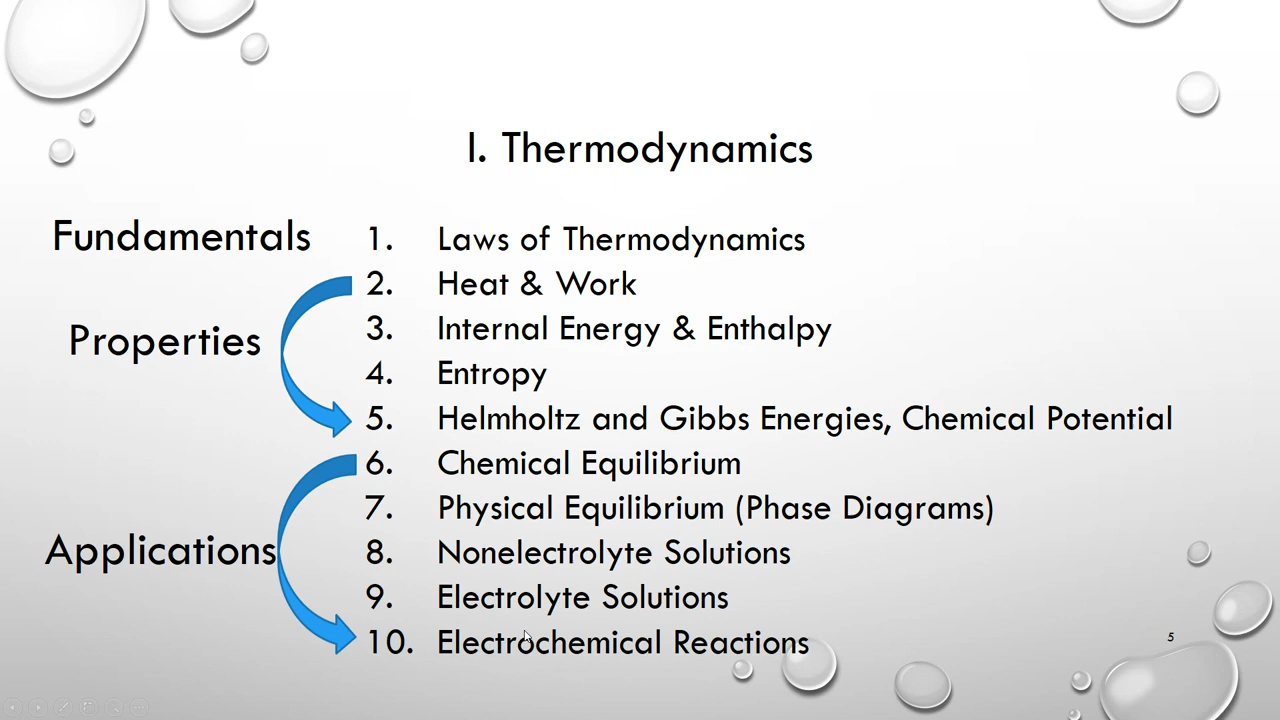 I. Thermodynamics
Fundamentals
1. Laws of Thermodynamics
2. Heat & Work
Properties
3. Internal Energy & Enthalpy
4. Entropy
5. Helmholtz and Gibbs Energies, Chemical Potential
6. Chemical Equilibrium
7. Physical Equilibrium (Phase Diagrams)
Applications
8. Nonelectrolyte Solutions
9. Electrolyte Solutions
10. Electrochemical Reactions
5